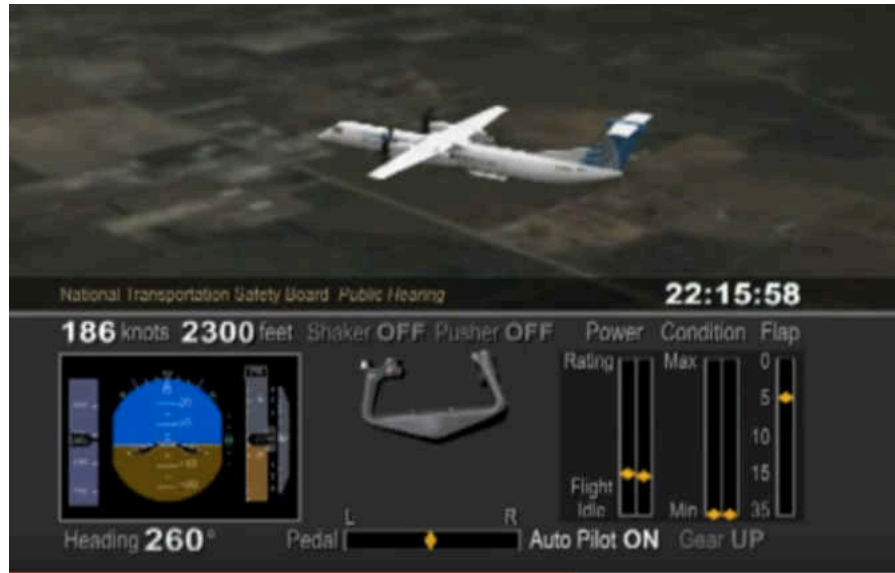 National Transportation Safety Board Public Hearing
22:15:58
186 knots 2300 feet Shaker OFF Pusher OFF Power Condition Flap
Rating Max 0
5
10
15
Flight
Idle Min 35
L R
Heading 260° Pedal Auto Pilot ON Gear UP